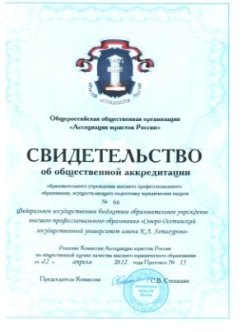 АССОЦИАЦИЯ ЮРИСТОВ РОССИИ
Общероссийская общественная организация
«Ассоциация юристов России»
СВИДЕТЕЛЬСТВО
об общественной аккредитации
образовательного учреждения высшего профессионального
образования, осуществляющего подготовку юридических кадров
№ 66
Федеральное государственное бюджетное образовательное учреждение
высшего профессионального образования «Северо-Осетинский
государственный университет имени К.Л. Хетагурова»
Решение Комиссии Ассоциации юристов России
по общественной оценке качества высшего юридического образования
от «22» апреля 2012 года Протокол № 15
Председатель Комиссии
С.В. Степашин